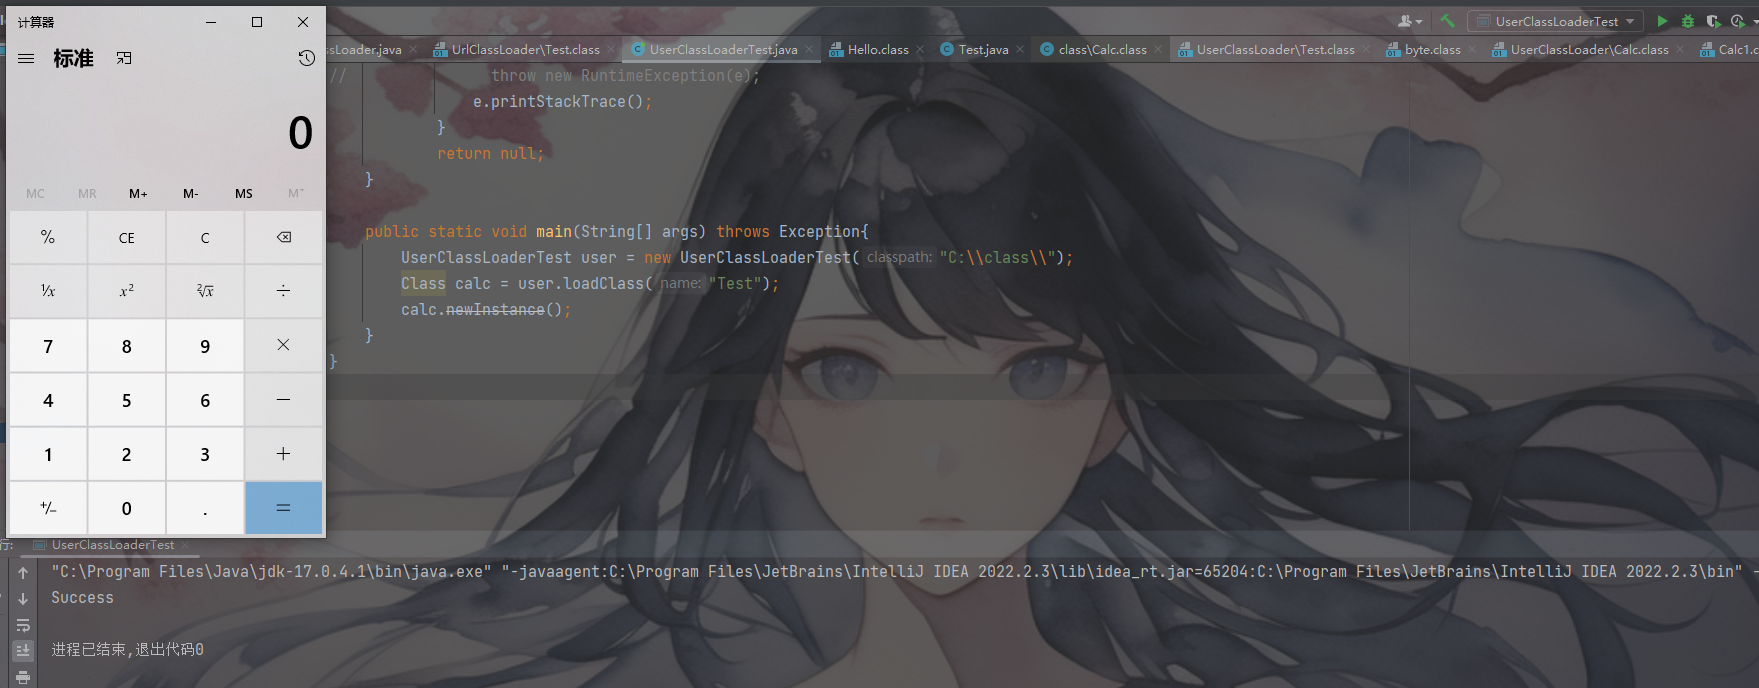 计算器
标准
0
MC MR M+ M- MS M˅
% CE C
⅟x x² ²√x ÷
7 8 9 ×
4 5 6 −
1 2 3 +
+/− 0 . =
UserClassLoaderTest
sLoader.java UrlClassLoader\Test.class UserClassLoaderTest.java Hello.class Test.java class\Calc.class UserClassLoader\Test.class byte.class UserClassLoader\Calc.class Calc1.c
// throw new RuntimeException(e);
e.printStackTrace();
}
return null;
}
public static void main(String[] args) throws Exception{
UserClassLoaderTest user = new UserClassLoaderTest( classpath: "C:\\class\\");
Class calc = user.loadClass( name: "Test");
calc.newInstance();
}
}
行: UserClassLoaderTest
"C:\Program Files\Java\jdk-17.0.4.1\bin\java.exe" "-javaagent:C:\Program Files\JetBrains\IntelliJ IDEA 2022.2.3\lib\idea_rt.jar=65204:C:\Program Files\JetBrains\IntelliJ IDEA 2022.2.3\bin" -
Success
进程已结束,退出代码0